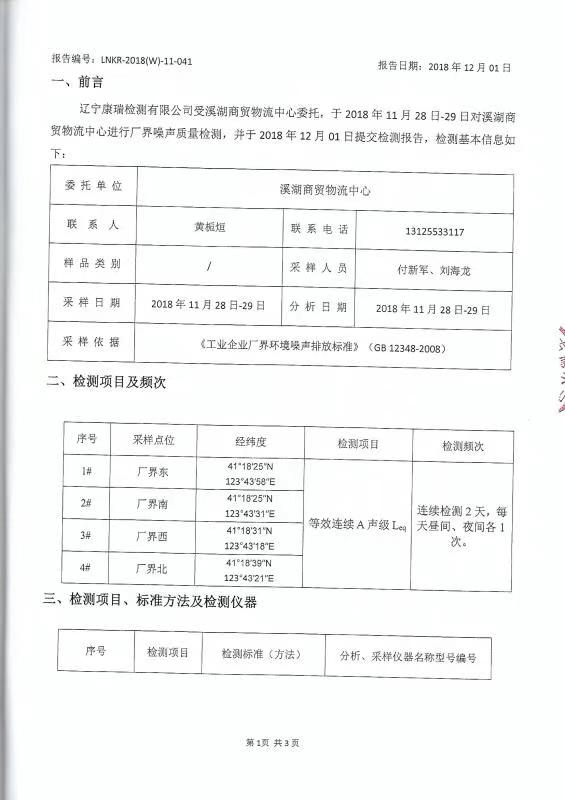 报告编号：LNKR-2018(W)-11-041
报告日期：2018 年 12 月 01 日
一、前言
辽宁康瑞检测有限公司受溪湖商贸物流中心委托，于 2018 年 11 月 28 日-29 日对溪湖商
贸物流中心进行厂界噪声质量检测，并于 2018 年 12 月 01 日提交检测报告，检测基本信息如
下：
委托单位 溪湖商贸物流中心
联系人 黄栀烜 联系电话 13125533117
样品类别 / 采样人员 付新军、刘海龙
采样日期 2018 年 11 月 28 日-29 日 分析日期 2018 年 11 月 28 日-29 日
采样依据 《工业企业厂界环境噪声排放标准》（GB 12348-2008）
二、检测项目及频次
序号 采样点位 经纬度 检测项目 检测频次
1# 厂界东 41°18'25"N
123°43'58"E
2# 厂界南 41°18'25"N
123°43'31"E
3# 厂界西 41°18'31"N
123°43'18"E
4# 厂界北 41°18'39"N
123°43'21"E
等效连续 A 声级 Leq
连续检测 2 天，每
天昼间、夜间各 1
次。
三、检测项目、标准方法及检测仪器
序号 检测项目 检测标准（方法） 分析、采样仪器名称型号编号
第 1 页 共 3 页